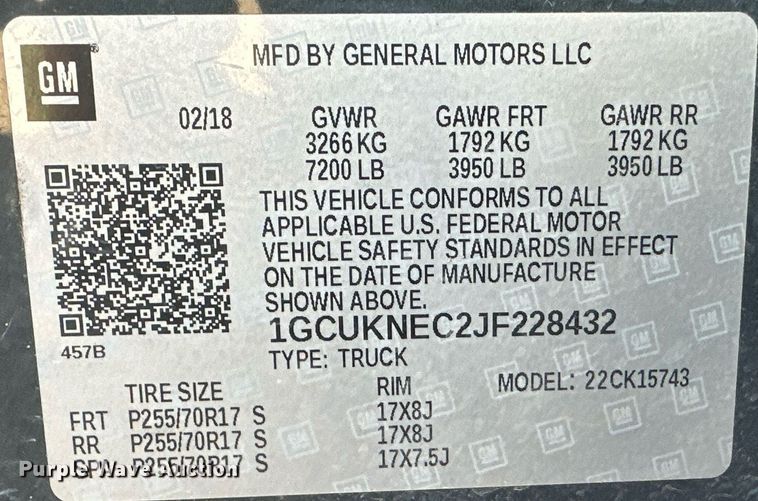 GM
MFD BY GENERAL MOTORS LLC
02/18 GVWR GAWR FRT GAWR RR
3266 KG 1792 KG 1792 KG
7200 LB 3950 LB 3950 LB
THIS VEHICLE CONFORMS TO ALL
APPLICABLE U.S. FEDERAL MOTOR
VEHICLE SAFETY STANDARDS IN EFFECT
ON THE DATE OF MANUFACTURE
SHOWN ABOVE.
1GCUKNEC2JF228432
457B
TYPE: TRUCK
TIRE SIZE RIM MODEL: 22CK15743
FRT P255/70R17 S 17X8J
RR P255/70R17 S 17X8J
SPA P255/70R17 S 17X7.5J
Purple Wave Auction